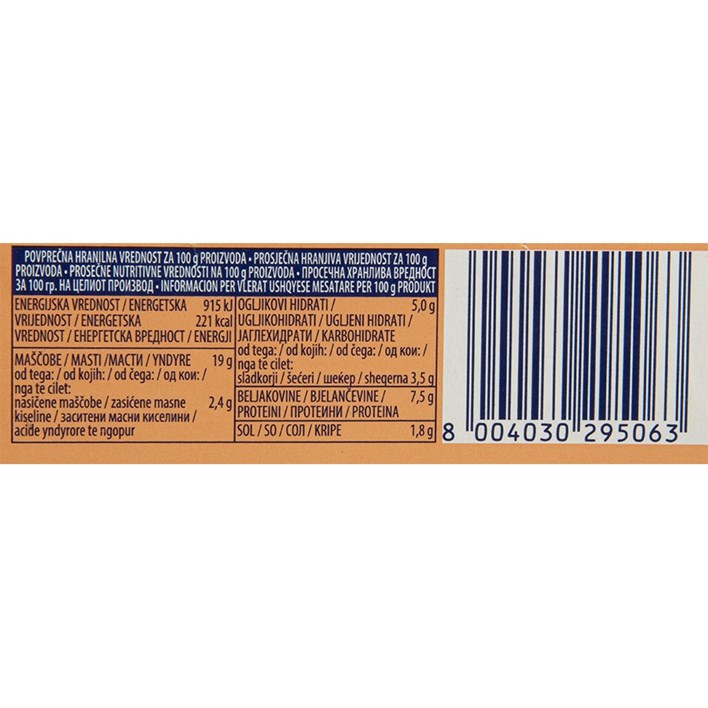 POVPREČNA HRANILNA VREDNOST ZA 100 g PROIZVODA • PROSJEČNA HRANJIVA VRIJEDNOST ZA 100 g
PROIZVODA • PROSEČNE NUTRITIVNE VREDNOSTI NA 100 g PROIZVODA • ПРОСЕЧНА ХРАНЛИВА ВРЕДНОСТ
ЗА 100 гр. НА ЦЕЛИОТ ПРОИЗВОД • INFORMACION PER VLERAT USHQYESE MESATARE PER 100 g PRODUKT
ENERGIJSKA VREDNOST / ENERGETSKA 915 kJ
VRIJEDNOST / ENERGETSKA 221 kcal
VREDNOST / ЕНЕРГЕТСКА ВРЕДНОСТ / ENERGJI
MAŠČOBE / MASTI /МАСТИ / YNDYRE 19 g
od tega: / od kojih: / od čega: / од кои: /
nga të cilet:
nasičene maščobe / zasićene masne 2,4 g
kiseline / заситени масни киселини /
acide yndyrore te ngopur
OGLJIKOVI HIDRATI / 5,0 g
UGLJIKOHIDRATI / UGLJENI HIDRATI /
ЈАГЛЕХИДРАТИ / KARBOHIDRATE
od tega: / od kojih: / od čega: / од кои: /
nga të cilet:
sladkorji / šećeri / шеќер / sheqerna 3,5 g
BELJAKOVINE / BJELANČEVINE / 7,5 g
PROTEINI / ПРОТЕИНИ / PROTEINA
SOL / SO / СОЛ / KRIPE 1,8 g
8 004030 295063